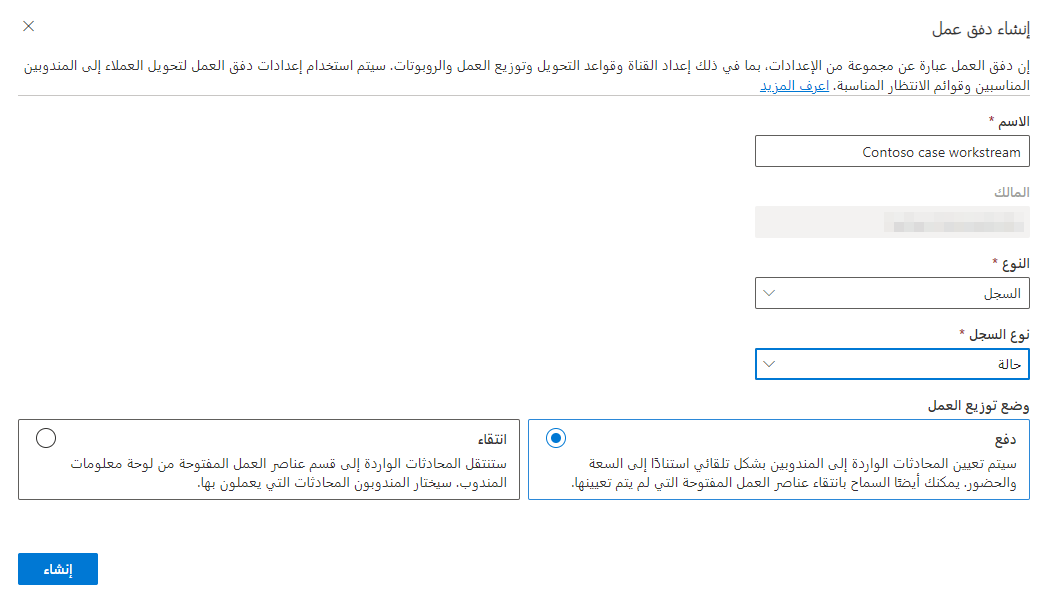 إنشاء دفق عمل
إن دفق العمل عبارة عن مجموعة من الإعدادات، بما في ذلك إعداد القناة وقواعد التحويل وتوزيع العمل والروبوتات. سيتم استخدام إعدادات دفق العمل لتحويل العملاء إلى المندوبين
المناسبين وقوائم الانتظار المناسبة. اعرف المزيد
الاسم *
Contoso case workstream
المالك
النوع *
السجل
نوع السجل *
حالة
وضع توزيع العمل
دفع
سيتم تعيين المحادثات الواردة إلى المندوبين بشكل تلقائي استنادًا إلى السعة
والحضور. يمكنك أيضًا السماح بانتقاء عناصر العمل المفتوحة التي لم يتم تعيينها.
انتقاء
ستنتقل المحادثات الواردة إلى قسم عناصر العمل المفتوحة من لوحة معلومات
المندوب. سيختار المندوبون المحادثات التي يعملون بها.
إنشاء